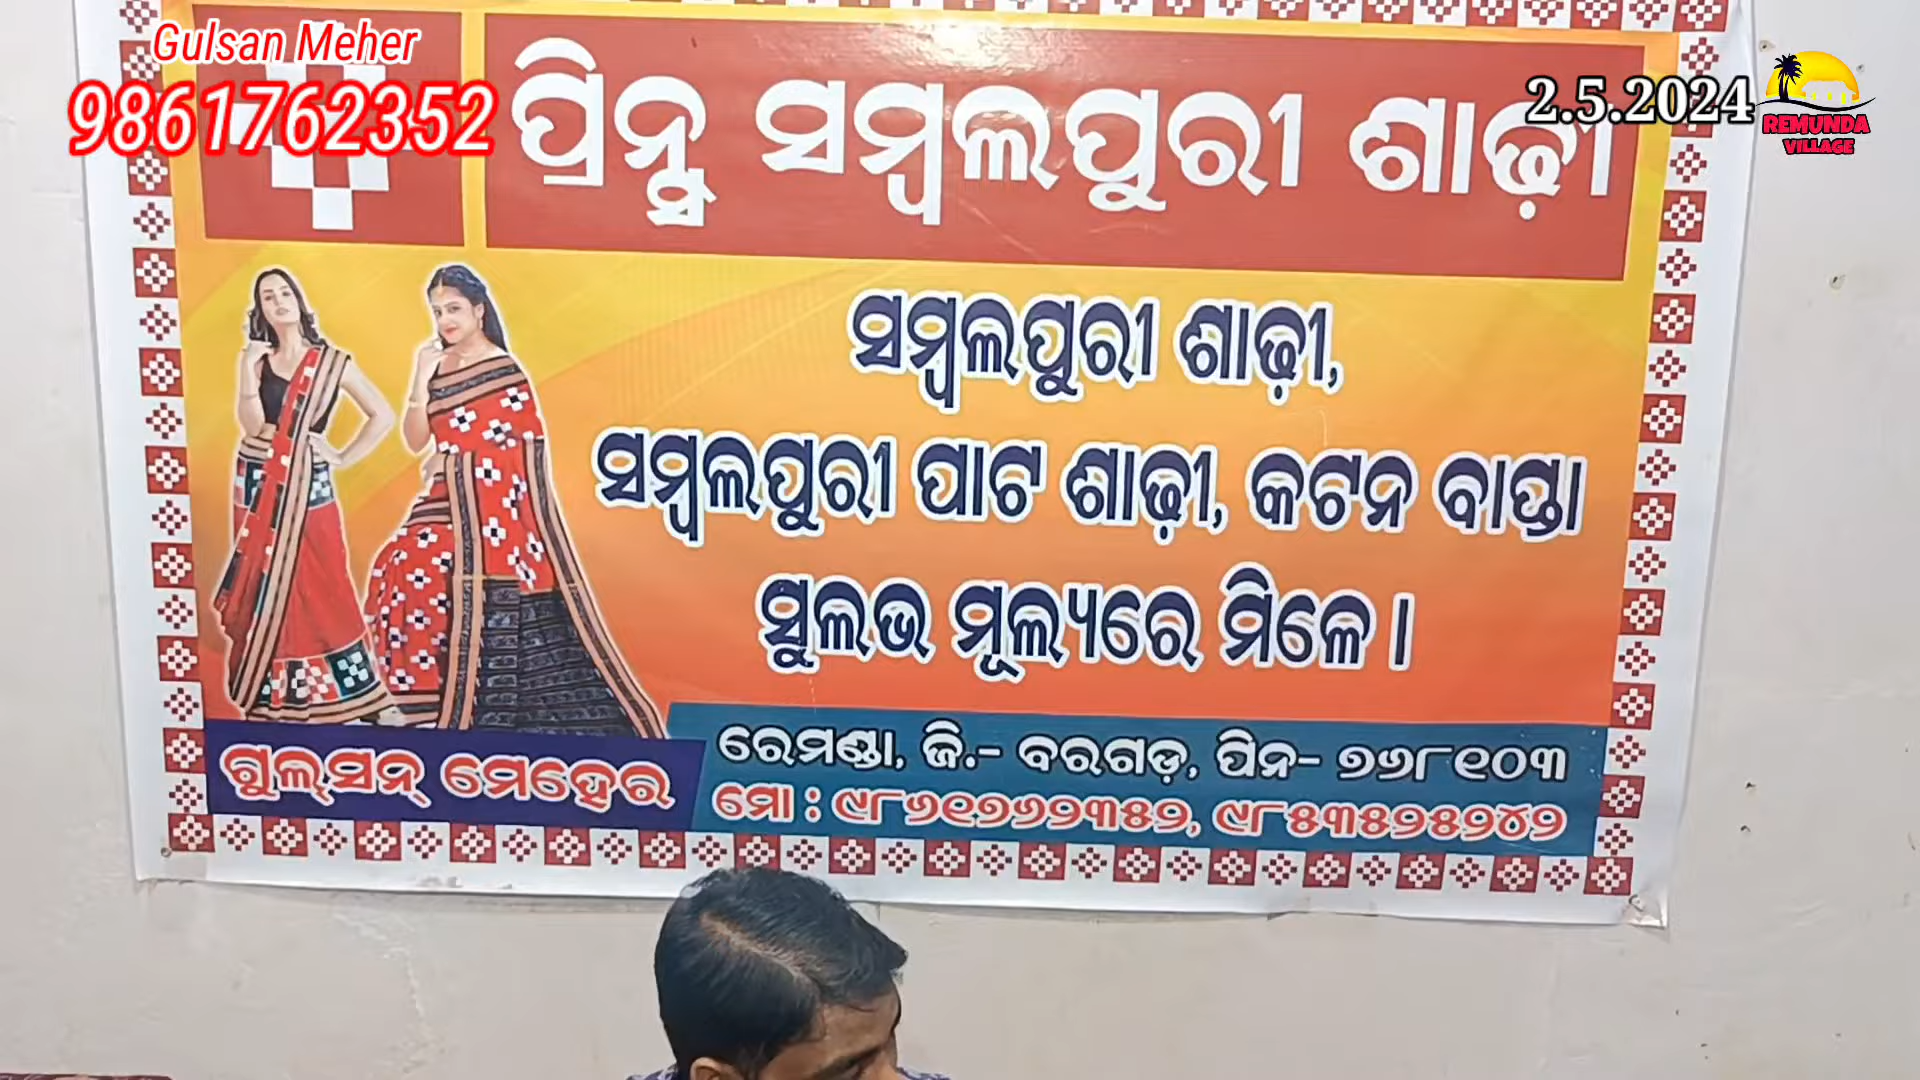 Gulsan Meher
9861762352
2.5.2024
REMUNDA
VILLAGE
ପ୍ରିନ୍ସ ସମ୍ବଲପୁରୀ ଶାଢ଼ୀ
ସମ୍ବଲପୁରୀ ଶାଢ଼ୀ,
ସମ୍ବଲପୁରୀ ପାଟ ଶାଢ଼ୀ, କଟନ ବାପ୍ତା
ସୁଲଭ ମୂଲ୍ୟରେ ମିଳେ ।
ଗୁଲ୍‌ସନ୍ ମେହେର
ରେମଣ୍ଡା, ଜି.- ବରଗଡ଼, ପିନ- ୭୬୮୧୦୩
ମୋ : ୯୮୬୧୭୬୨୩୫୨, ୯୮୫୩୫୨୫୨୪୨